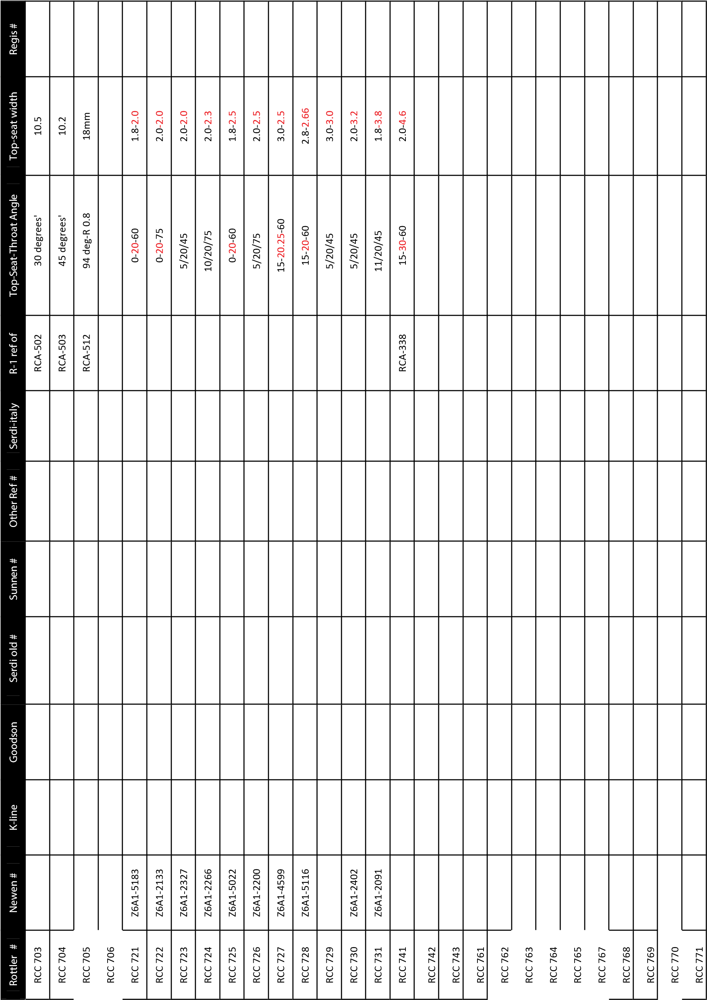 Rottler # Newen # K-line Goodson Serdi old # Sunnen # Other Ref # Serdi-italy R-1 ref of Top-Seat-Throat Angle Top-seat width Regis #
RCC 703 RCA-502 30 degrees' 10.5
RCC 704 RCA-503 45 degrees' 10.2
RCC 705 RCA-512 94 deg-R 0.8 18mm
RCC 706
RCC 721 Z6A1-5183 0-20-60 1.8-2.0
RCC 722 Z6A1-2133 0-20-75 2.0-2.0
RCC 723 Z6A1-2327 5/20/45 2.0-2.0
RCC 724 Z6A1-2266 10/20/75 2.0-2.3
RCC 725 Z6A1-5022 0-20-60 1.8-2.5
RCC 726 Z6A1-2200 5/20/75 2.0-2.5
RCC 727 Z6A1-4599 15-20.25-60 3.0-2.5
RCC 728 Z6A1-5116 15-20-60 2.8-2.66
RCC 729 5/20/45 3.0-3.0
RCC 730 Z6A1-2402 5/20/45 2.0-3.2
RCC 731 Z6A1-2091 11/20/45 1.8-3.8
RCC 741 RCA-338 15-30-60 2.0-4.6
RCC 742
RCC 743
RCC 761
RCC 762
RCC 763
RCC 764
RCC 765
RCC 767
RCC 768
RCC 769
RCC 770
RCC 771